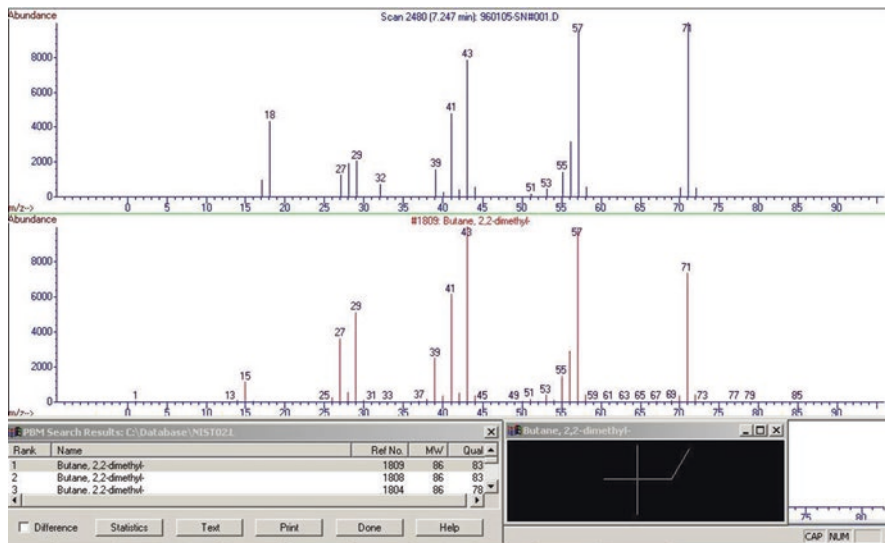 Abundance
Scan 2480 (7.247 min): 960105-SN#001.D
57
71
8000
43
6000
41
4000
18
2000
39
29
27
55
32
51
53
0
m/z-->
0 5 10 15 20 25 30 35 40 45 50 55 60 65 70 75 80 85 90
Abundance
#1809: Butane, 2,2-dimethyl-
43
57
8000
71
6000
41
29
4000
27
39
2000
15
55
1 13 25 31 33 37 45 49 51 53 59 61 63 65 67 69 73 77 79 85
0
m/z-->
0 5 10 15 20 25 30 35 40 45 50 55 60 65 70 75 80 85 90
PBM Search Results: C:\Database\NIST02.L
Rank Name Ref No. MW Qual
1 Butane, 2,2-dimethyl- 1809 86 83
2 Butane, 2,2-dimethyl- 1808 86 83
3 Butane, 2,2-dimethyl- 1804 86 78
Difference Statistics Text Print Done Help
Butane, 2,2-dimethyl-
75 80
CAP NUM